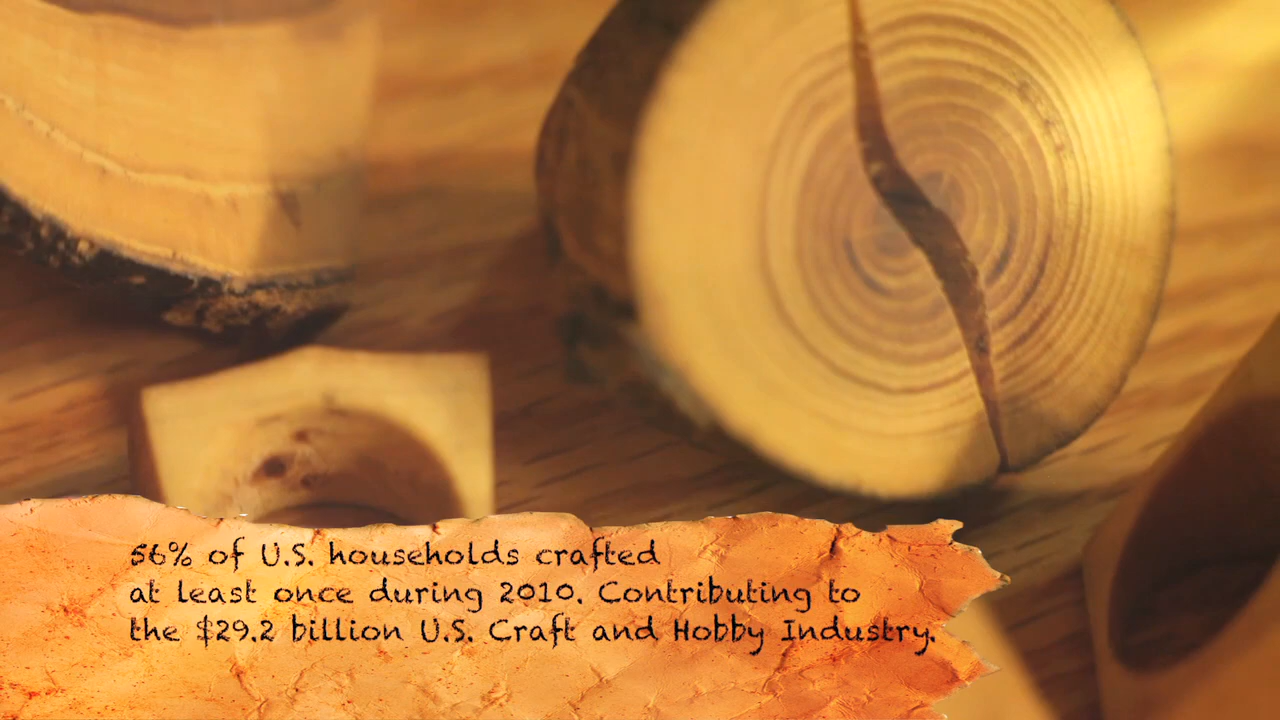 56% of U.S. households crafted
at least once during 2010. Contributing to
the $29.2 billion U.S. Craft and Hobby Industry.